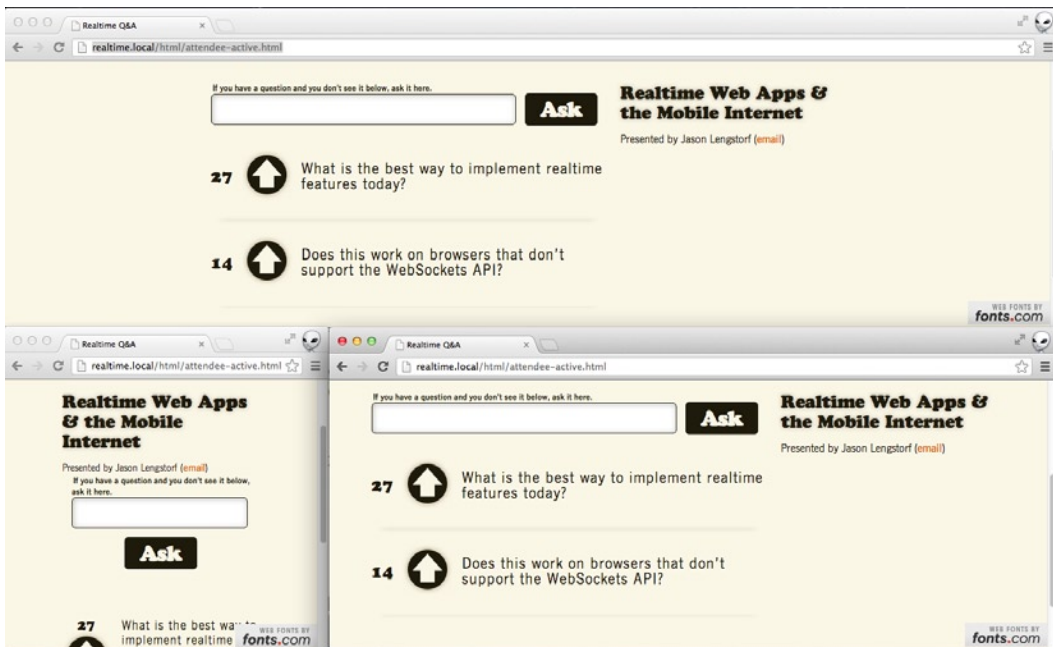 Realtime Q&A
realtime.local/html/attendee-active.html
If you have a question and you don't see it below, ask it here.
Ask
Realtime Web Apps &
the Mobile Internet
Presented by Jason Lengstorf (email)
27
What is the best way to implement realtime
features today?
14
Does this work on browsers that don't
support the WebSockets API?
WEB FONTS BY
fonts.com
Realtime Q&A
realtime.local/html/attendee-active.html
Realtime Web Apps
& the Mobile
Internet
Presented by Jason Lengstorf (email)
If you have a question and you don't see it below,
ask it here.
Ask
27
What is the best way to
implement realtime
WEB FONTS BY
fonts.com
Realtime Q&A
realtime.local/html/attendee-active.html
If you have a question and you don't see it below, ask it here.
Ask
Realtime Web Apps &
the Mobile Internet
Presented by Jason Lengstorf (email)
27
What is the best way to implement realtime
features today?
14
Does this work on browsers that don't
support the WebSockets API?
WEB FONTS BY
fonts.com